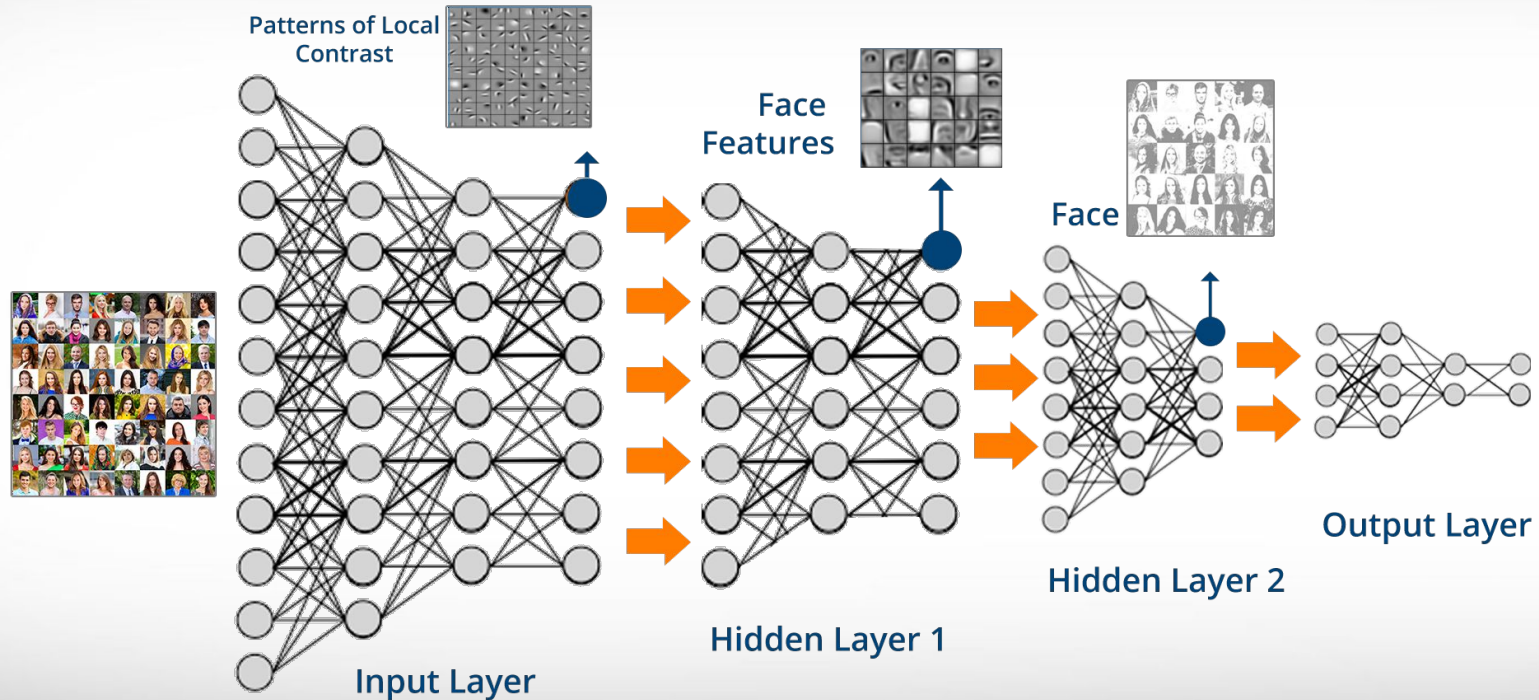 Patterns of Local
Contrast
Face
Features
Face
Output Layer
Hidden Layer 2
Hidden Layer 1
Input Layer